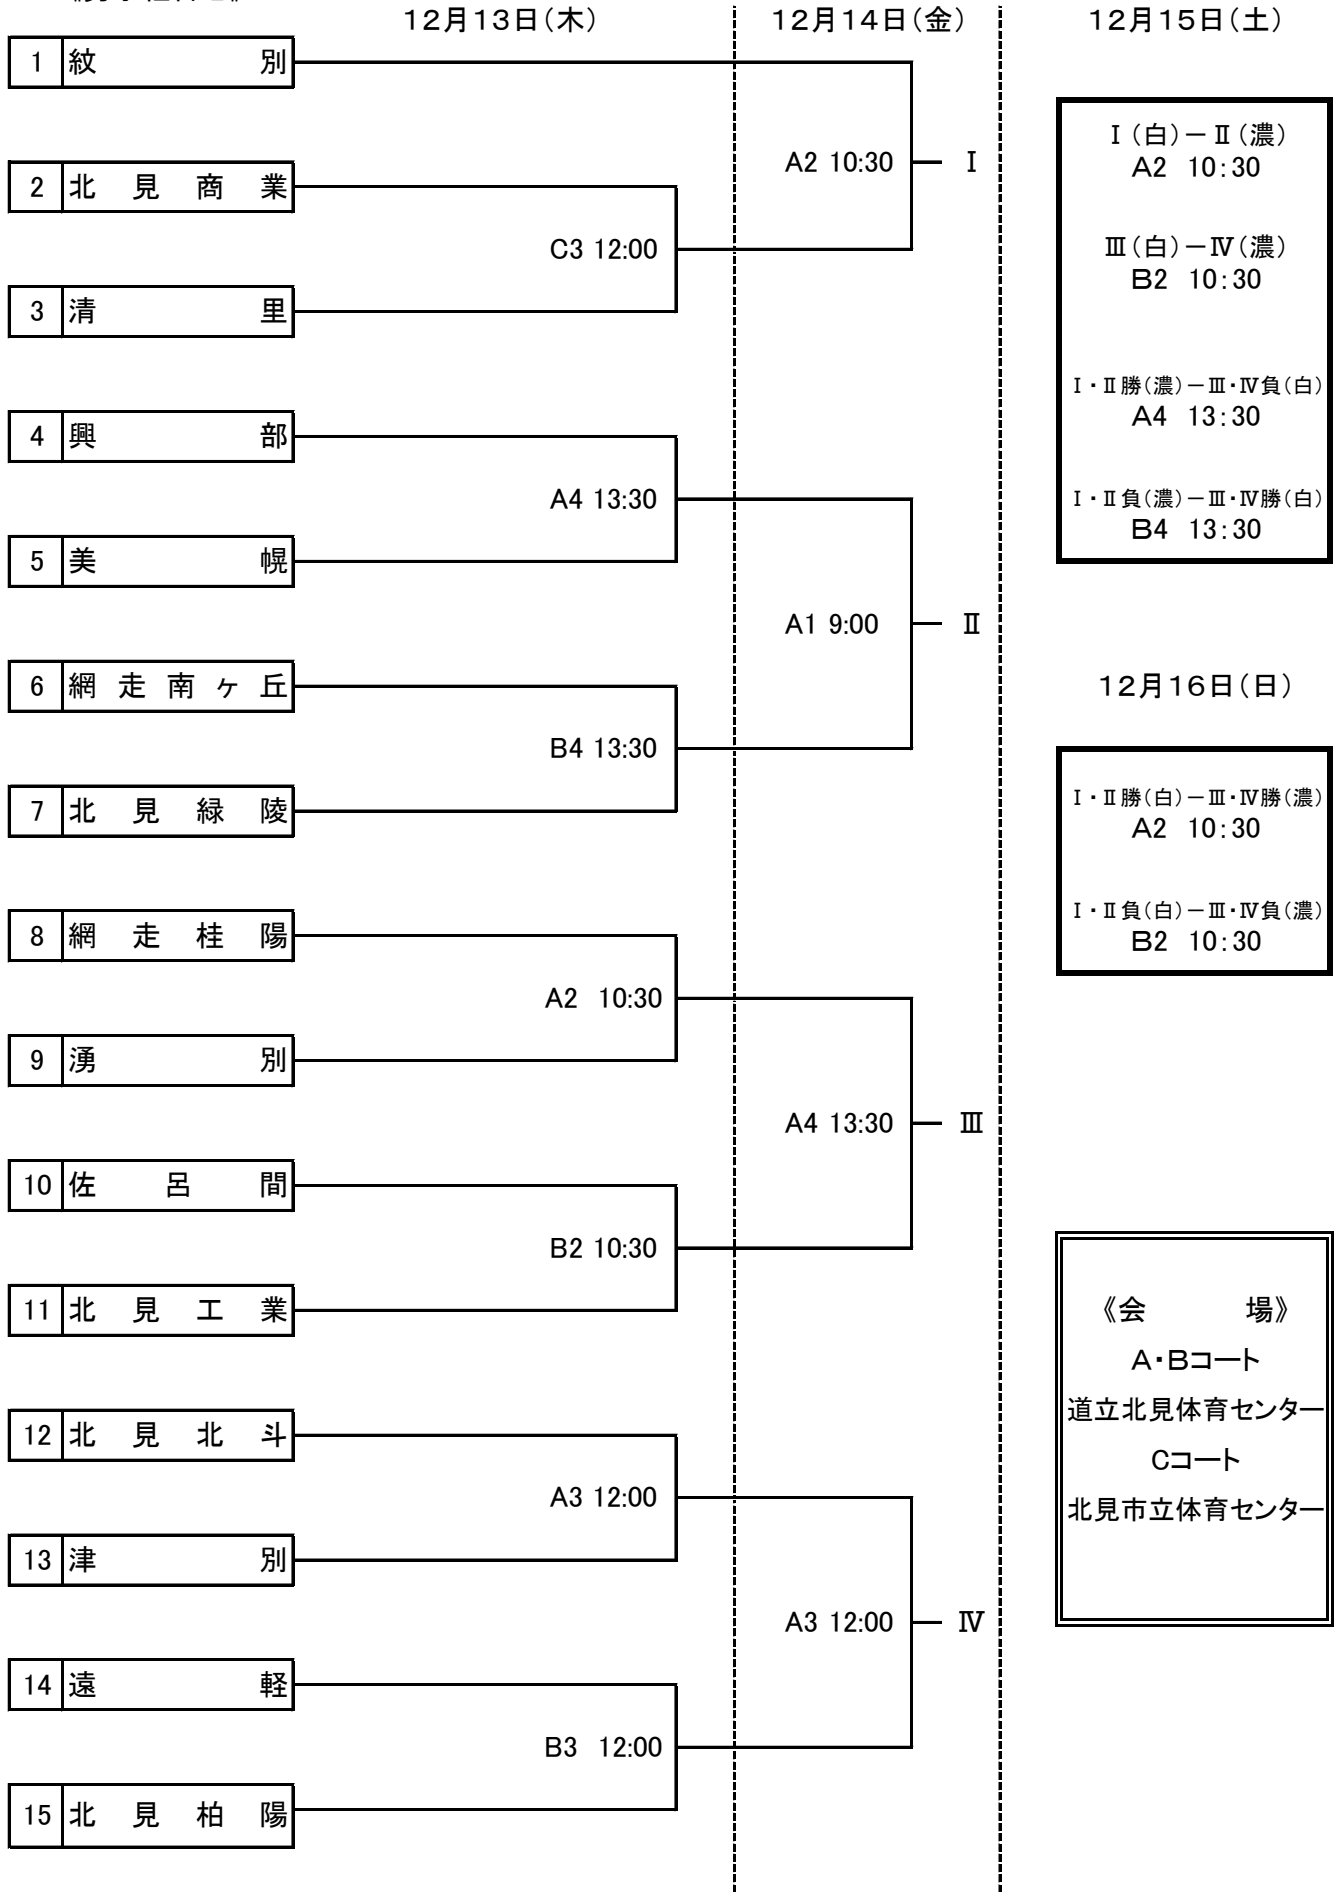 12月13日(木)
12月14日(金)
12月15日(土)
1 紋別
2 北見商業
3 清里
4 興部
5 美幌
6 網走南ヶ丘
7 北見緑陵
8 網走桂陽
9 湧別
10 佐呂間
11 北見工業
12 北見北斗
13 津別
14 遠軽
15 北見柏陽
C3 12:00
A4 13:30
B4 13:30
A2 10:30
B2 10:30
A3 12:00
B3 12:00
A2 10:30 Ⅰ
A1 9:00 Ⅱ
A4 13:30 Ⅲ
A3 12:00 Ⅳ
Ⅰ(白)－Ⅱ(濃)
A2 10:30
Ⅲ(白)－Ⅳ(濃)
B2 10:30
Ⅰ・Ⅱ勝(濃)－Ⅲ・Ⅳ負(白)
A4 13:30
Ⅰ・Ⅱ負(濃)－Ⅲ・Ⅳ勝(白)
B4 13:30
12月16日(日)
Ⅰ・Ⅱ勝(白)－Ⅲ・Ⅳ勝(濃)
A2 10:30
Ⅰ・Ⅱ負(白)－Ⅲ・Ⅳ負(濃)
B2 10:30
《会場》
A・Bコート
道立北見体育センター
Cコート
北見市立体育センター